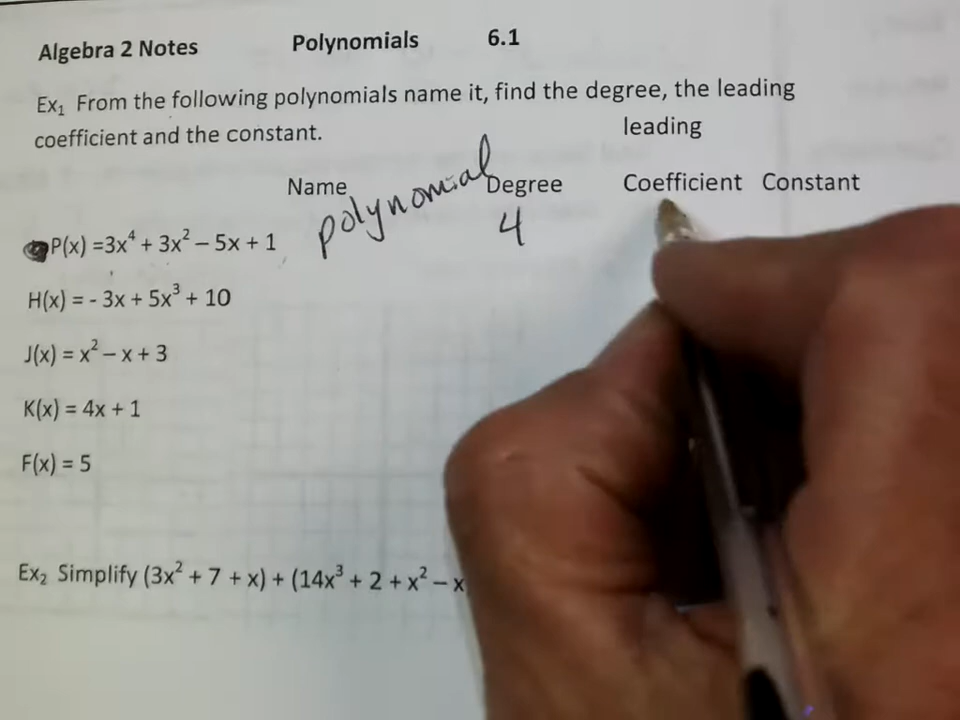 Algebra 2 Notes Polynomials 6.1
Ex₁ From the following polynomials name it, find the degree, the leading
coefficient and the constant.
leading
Name Degree Coefficient Constant
P(x) =3x⁴ + 3x² – 5x + 1 polynomial 4
H(x) = - 3x + 5x³ + 10
J(x) = x² – x + 3
K(x) = 4x + 1
F(x) = 5
Ex₂ Simplify (3x² + 7 + x) + (14x³ + 2 + x² – x